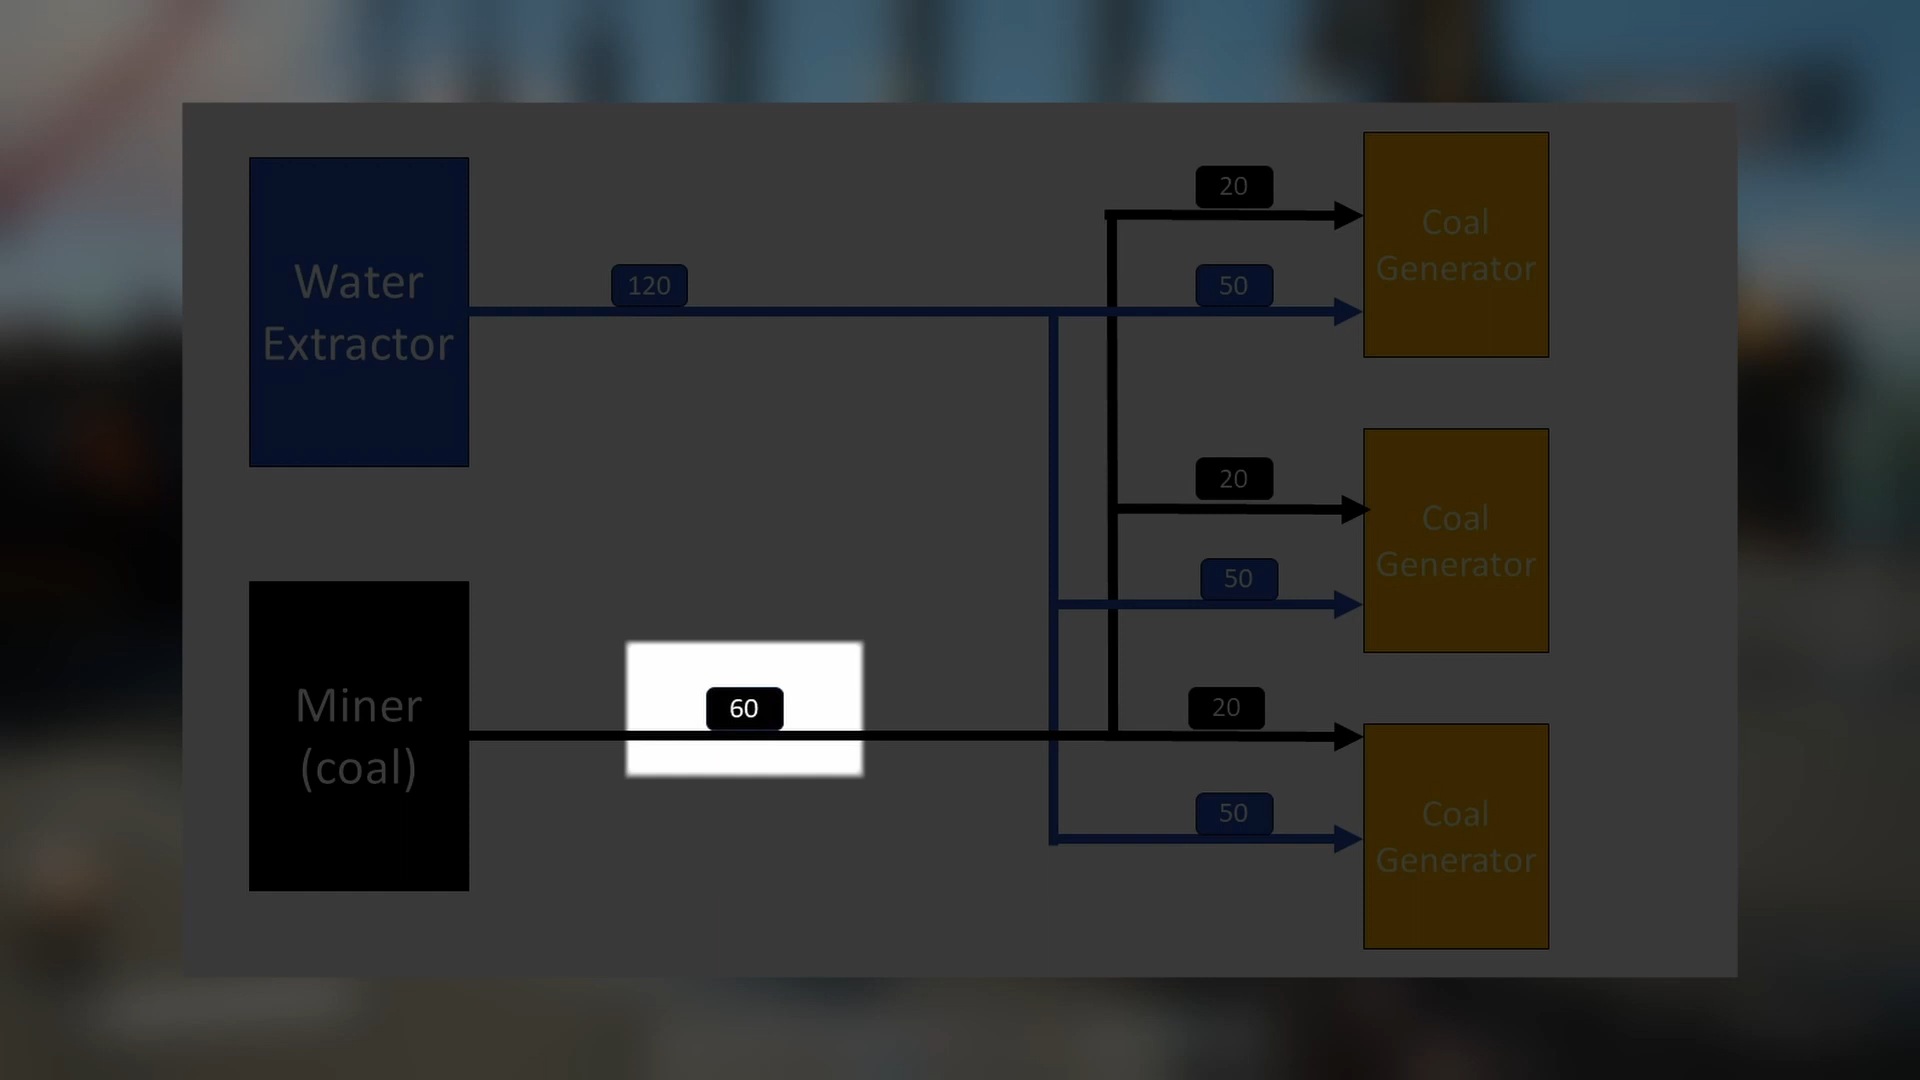 20
Coal
Generator
Water
Extractor
120
50
20
Coal
Generator
50
Miner
(coal)
60
20
50
Coal
Generator